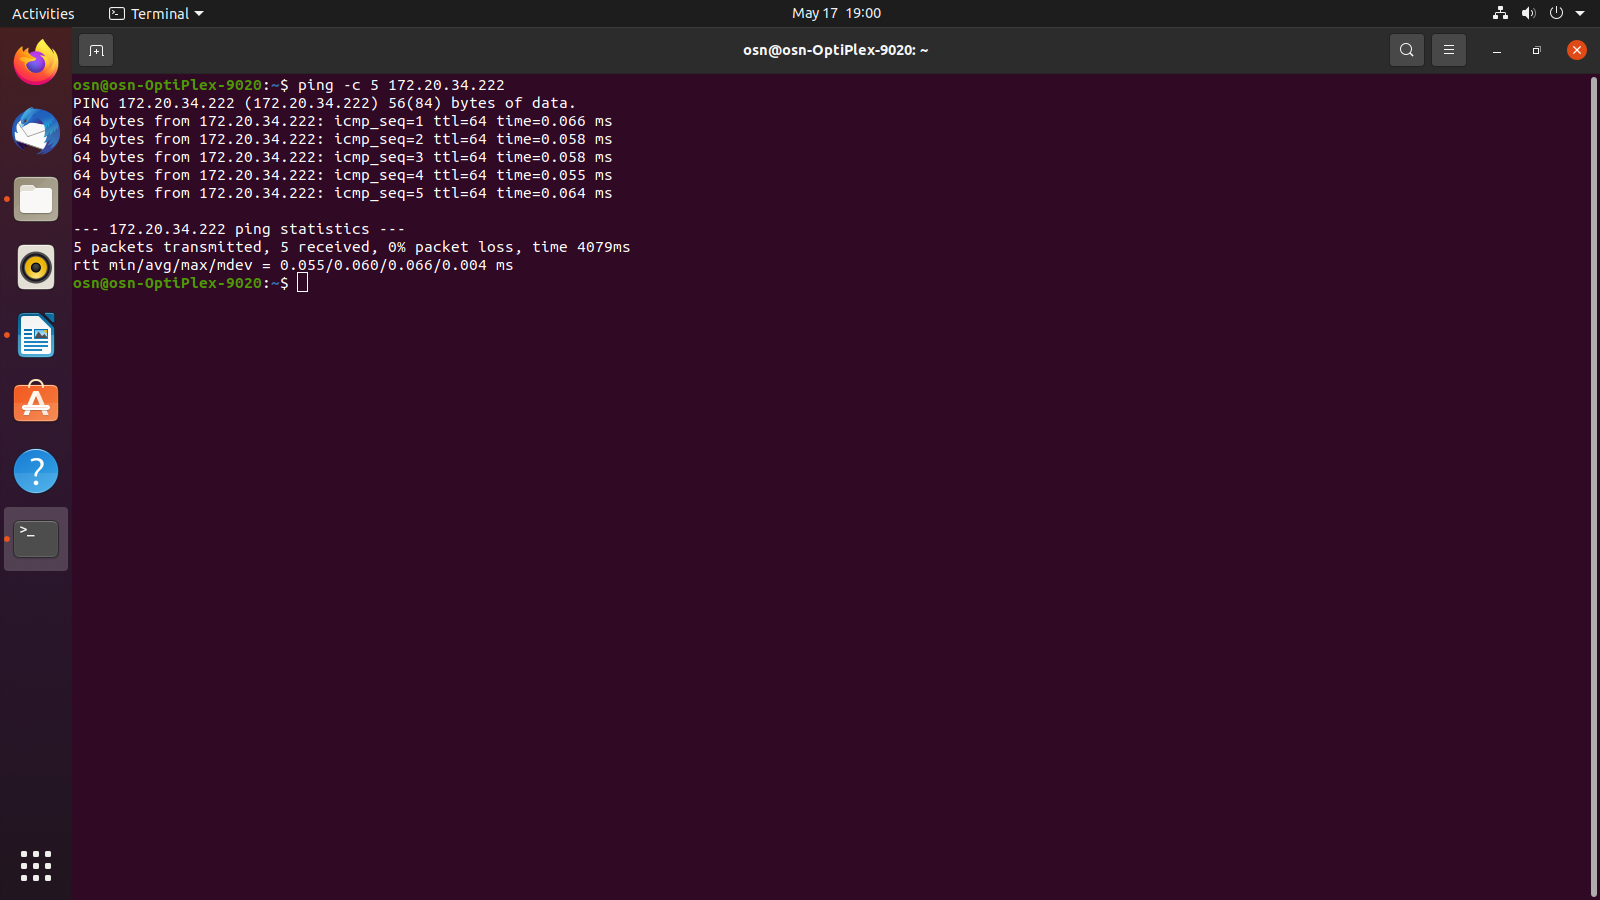 Activities
Terminal
May 17 19:00
osn@osn-OptiPlex-9020: ~
osn@osn-OptiPlex-9020:~$ ping -c 5 172.20.34.222
PING 172.20.34.222 (172.20.34.222) 56(84) bytes of data.
64 bytes from 172.20.34.222: icmp_seq=1 ttl=64 time=0.066 ms
64 bytes from 172.20.34.222: icmp_seq=2 ttl=64 time=0.058 ms
64 bytes from 172.20.34.222: icmp_seq=3 ttl=64 time=0.058 ms
64 bytes from 172.20.34.222: icmp_seq=4 ttl=64 time=0.055 ms
64 bytes from 172.20.34.222: icmp_seq=5 ttl=64 time=0.064 ms
--- 172.20.34.222 ping statistics ---
5 packets transmitted, 5 received, 0% packet loss, time 4079ms
rtt min/avg/max/mdev = 0.055/0.060/0.066/0.004 ms
osn@osn-OptiPlex-9020:~$